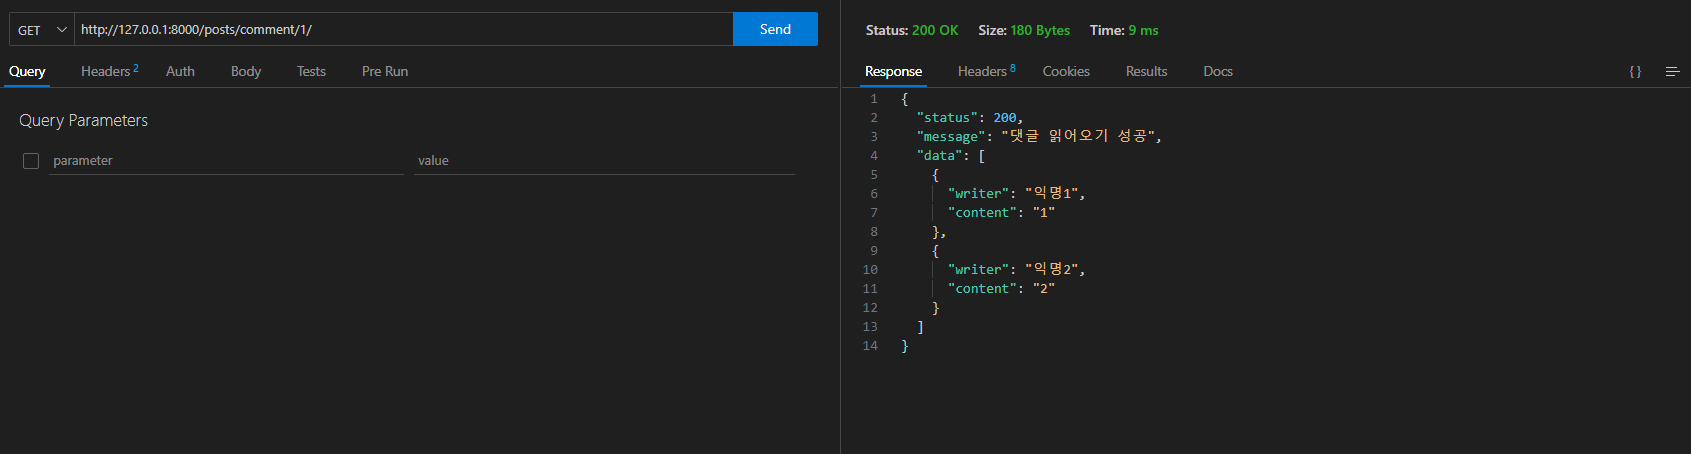 GET http://127.0.0.1:8000/posts/comment/1/ Send
Query Headers 2 Auth Body Tests Pre Run
Query Parameters
parameter value
Status: 200 OK Size: 180 Bytes Time: 9 ms
Response Headers 8 Cookies Results Docs {}
1 {
2 "status": 200,
3 "message": "댓글 읽어오기 성공",
4 "data": [
5 {
6 "writer": "익명1",
7 "content": "1"
8 },
9 {
10 "writer": "익명2",
11 "content": "2"
12 }
13 ]
14 }